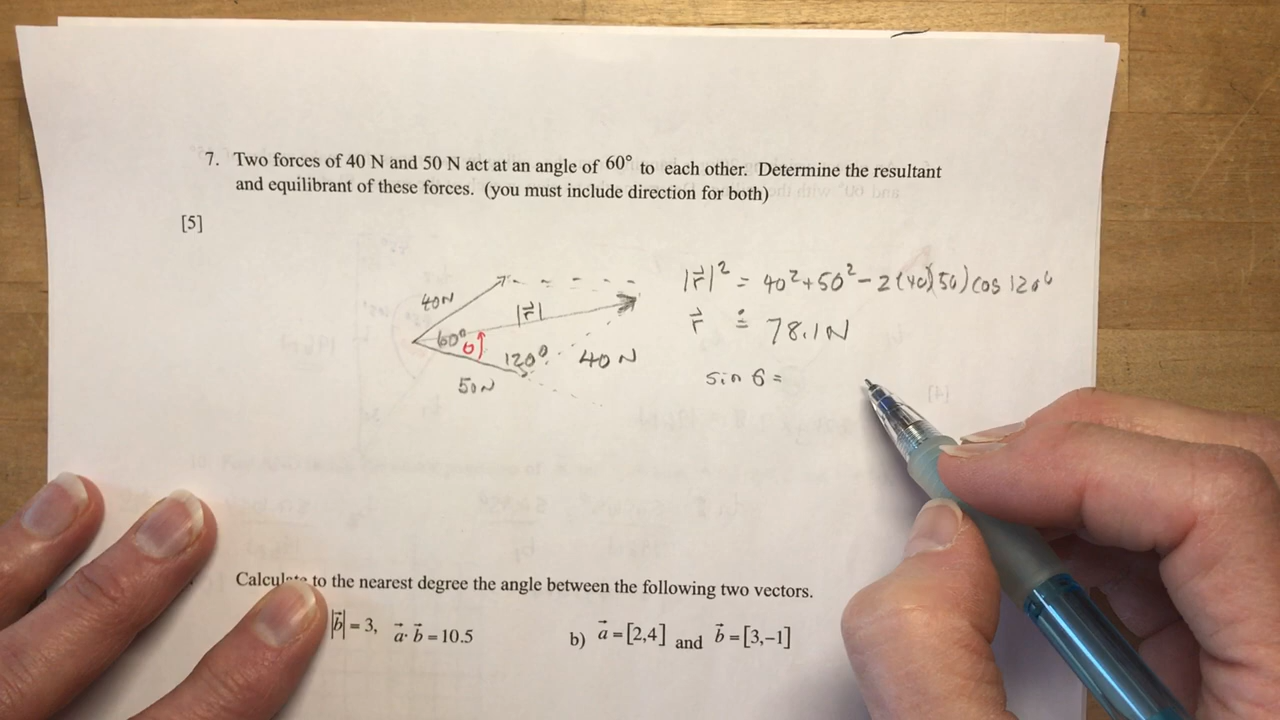 7. Two forces of 40 N and 50 N act at an angle of 60° to each other. Determine the resultant
and equilibrant of these forces. (you must include direction for both)
[5]
40N
|r⃗|
60°
θ
120°
40 N
50N
|r⃗|² = 40² + 50² - 2(40)(50) cos 120°
r⃗ ≐ 78.1N
sin θ =
Calculate to the nearest degree the angle between the following two vectors.
|b⃗| = 3, a⃗·b⃗ = 10.5
b) a⃗ = [2,4] and b⃗ = [3,−1]